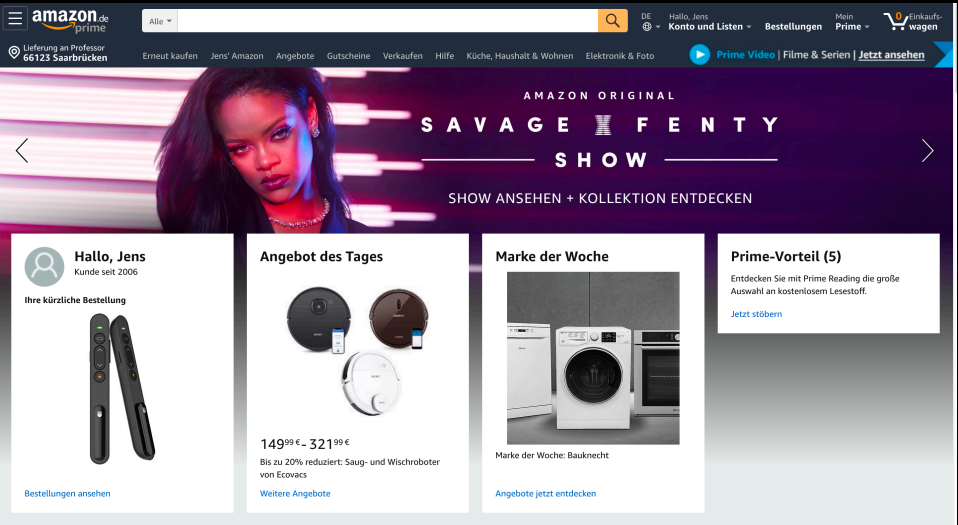 amazon.de
prime
Alle
DE
Hallo, Jens
Konto und Listen
Bestellungen
Mein
Prime
0
Einkaufs-
wagen
Lieferung an Professor
66123 Saarbrücken
Erneut kaufen
Jens' Amazon
Angebote
Gutscheine
Verkaufen
Hilfe
Küche, Haushalt & Wohnen
Elektronik & Foto
Prime Video | Filme & Serien | Jetzt ansehen
AMAZON ORIGINAL
SAVAGE X FENTY
SHOW
SHOW ANSEHEN + KOLLEKTION ENTDECKEN
Hallo, Jens
Kunde seit 2006
Ihre kürzliche Bestellung
Bestellungen ansehen
Angebot des Tages
149⁹⁹ € - 321⁹⁹ €
Bis zu 20% reduziert: Saug- und Wischroboter
von Ecovacs
Weitere Angebote
Marke der Woche
Marke der Woche: Bauknecht
Angebote jetzt entdecken
Prime-Vorteil (5)
Entdecken Sie mit Prime Reading die große
Auswahl an kostenlosem Lesestoff.
Jetzt stöbern